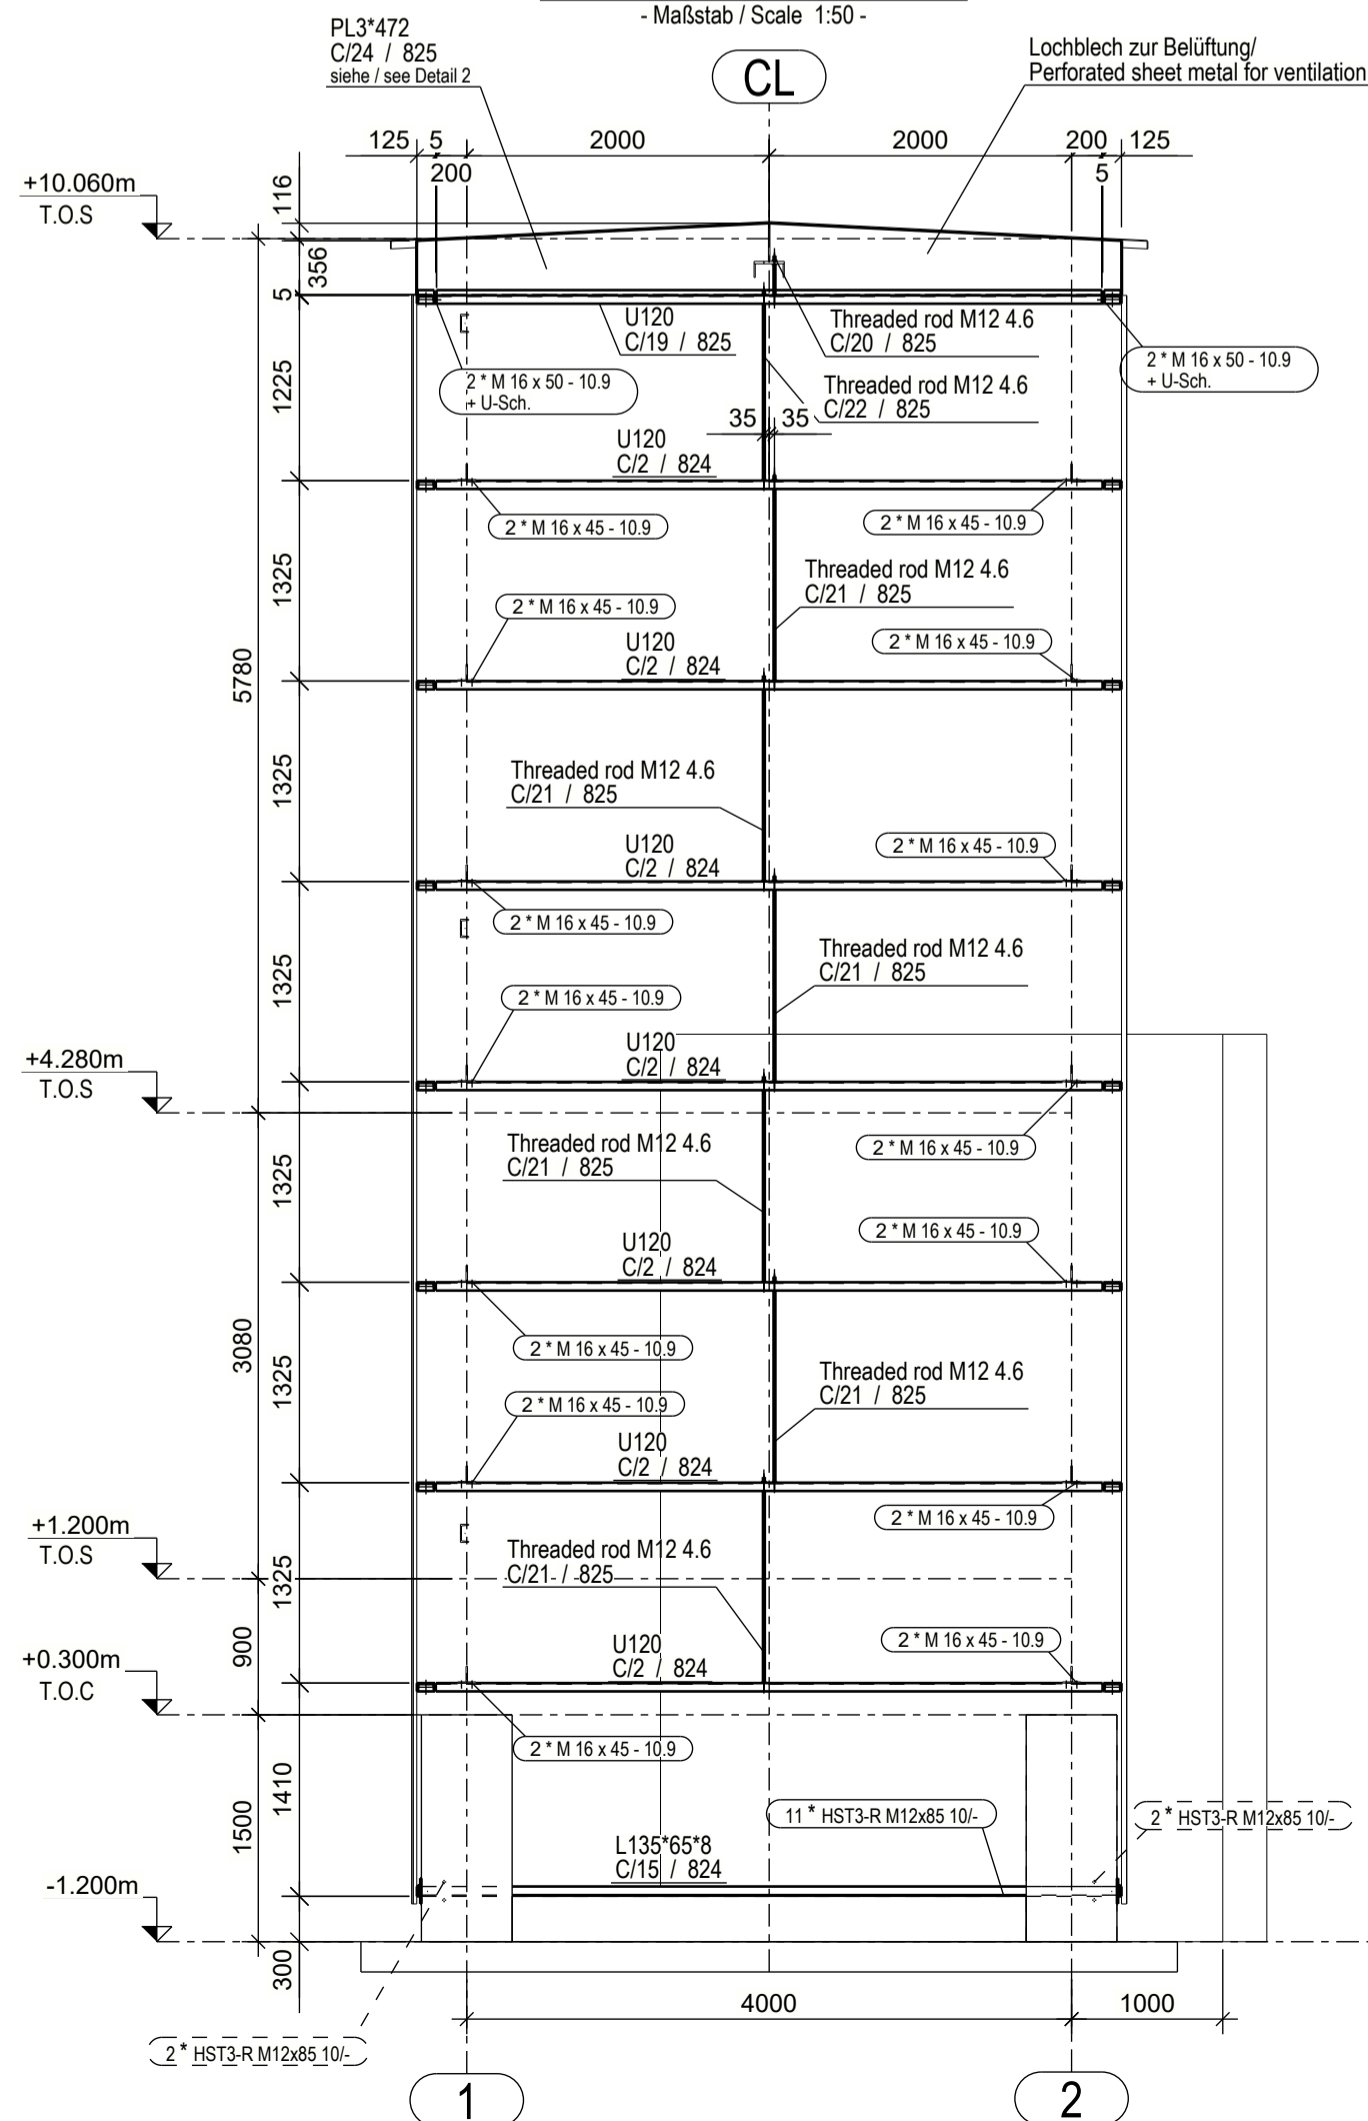 - Maßstab / Scale 1:50 -
PL3*472
C/24 / 825
siehe / see Detail 2
CL
Lochblech zur Belüftung/
Perforated sheet metal for ventilation
125 5 2000 2000 200 125
200 5
+10.060m
T.O.S
116
356
5
U120
C/19 / 825
Threaded rod M12 4.6
C/20 / 825
2 * M 16 x 50 - 10.9
+ U-Sch.
2 * M 16 x 50 - 10.9
+ U-Sch.
Threaded rod M12 4.6
C/22 / 825
1225
35 35
U120
C/2 / 824
2 * M 16 x 45 - 10.9
2 * M 16 x 45 - 10.9
1325
Threaded rod M12 4.6
C/21 / 825
2 * M 16 x 45 - 10.9
2 * M 16 x 45 - 10.9
U120
C/2 / 824
5780
1325
Threaded rod M12 4.6
C/21 / 825
U120
C/2 / 824
2 * M 16 x 45 - 10.9
2 * M 16 x 45 - 10.9
1325
Threaded rod M12 4.6
C/21 / 825
2 * M 16 x 45 - 10.9
U120
C/2 / 824
+4.280m
T.O.S
2 * M 16 x 45 - 10.9
1325
Threaded rod M12 4.6
C/21 / 825
2 * M 16 x 45 - 10.9
U120
C/2 / 824
3080
2 * M 16 x 45 - 10.9
1325
Threaded rod M12 4.6
C/21 / 825
2 * M 16 x 45 - 10.9
U120
C/2 / 824
2 * M 16 x 45 - 10.9
+1.200m
T.O.S
1325
Threaded rod M12 4.6
C/21 / 825
900
2 * M 16 x 45 - 10.9
U120
C/2 / 824
+0.300m
T.O.C
2 * M 16 x 45 - 10.9
1410
1500
11 * HST3-R M12x85 10/-
2 * HST3-R M12x85 10/-
L135*65*8
C/15 / 824
-1.200m
300
4000 1000
2 * HST3-R M12x85 10/-
1 2